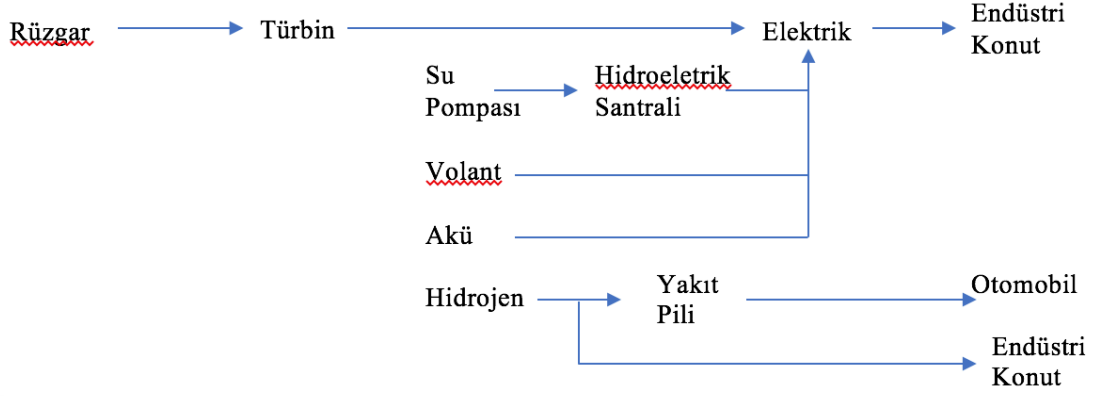 Rüzgar
Türbin
Elektrik
Endüstri
Konut
Su
Pompası
Hidroeletrik
Santrali
Volant
Akü
Hidrojen
Yakıt
Pili
Otomobil
Endüstri
Konut